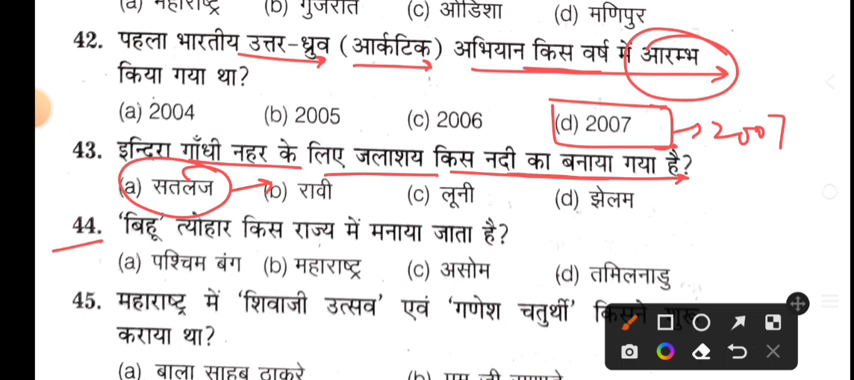 (a) महाराष्ट्र (b) गुजरात (c) ओडिशा (d) मणिपुर
42. पहला भारतीय उत्तर-ध्रुव (आर्कटिक) अभियान किस वर्ष में आरम्भ
किया गया था?
(a) 2004 (b) 2005 (c) 2006 (d) 2007 2007
43. इन्दिरा गाँधी नहर के लिए जलाशय किस नदी का बनाया गया है?
(a) सतलज (b) रावी (c) लूनी (d) झेलम
44. ‘बिहू’ त्योहार किस राज्य में मनाया जाता है?
(a) पश्चिम बंग (b) महाराष्ट्र (c) असोम (d) तमिलनाडु
45. महाराष्ट्र में ‘शिवाजी उत्सव’ एवं ‘गणेश चतुर्थी’
कराया था?
(a) बाला साहब ठाकरे (b)